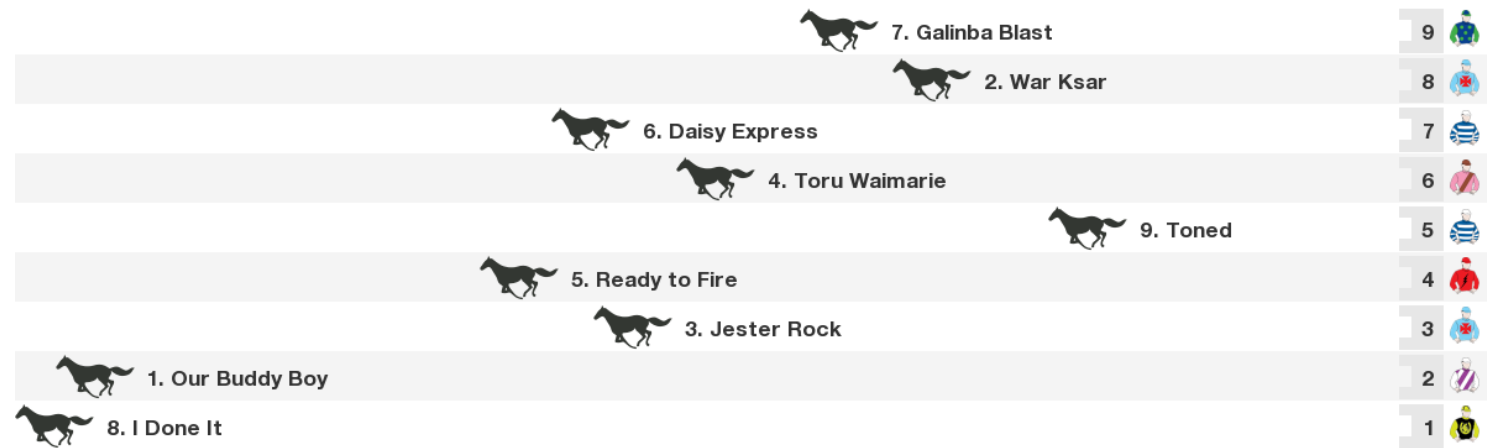 7. Galinba Blast 9
2. War Ksar 8
6. Daisy Express 7
4. Toru Waimarie 6
9. Toned 5
5. Ready to Fire 4
3. Jester Rock 3
1. Our Buddy Boy 2
8. I Done It 1